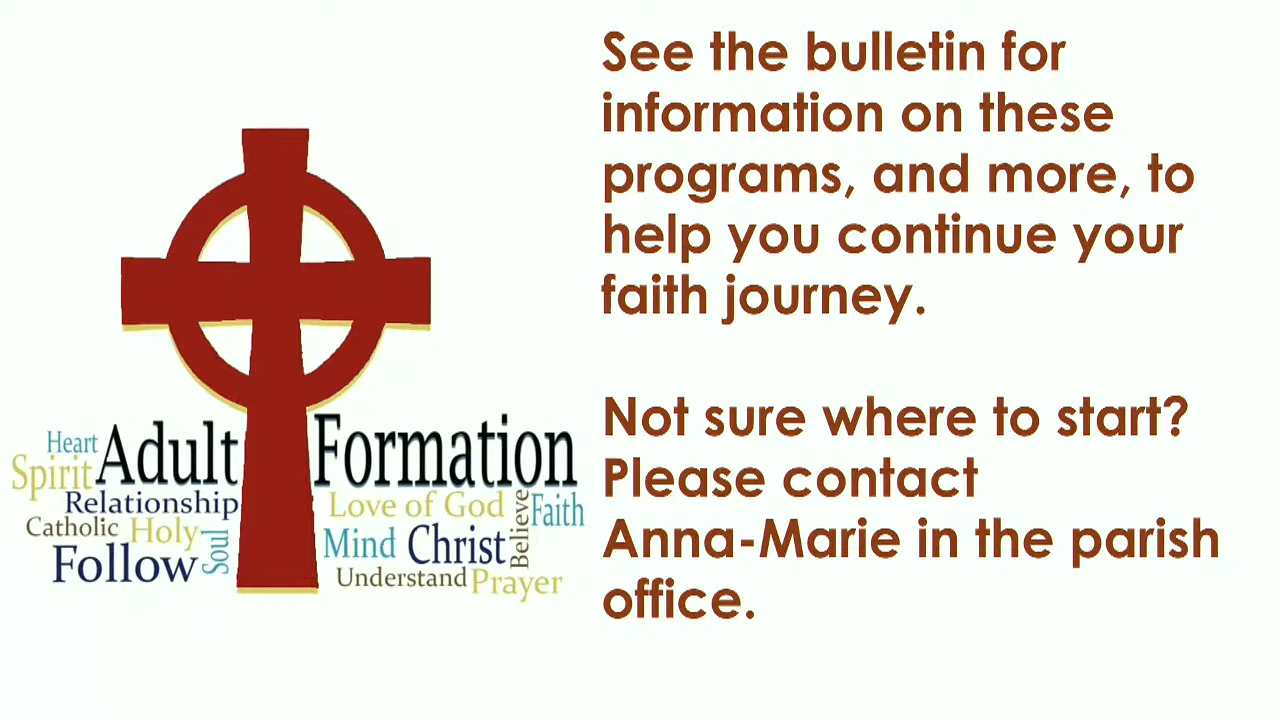 See the bulletin for
information on these
programs, and more, to
help you continue your
faith journey.
Not sure where to start?
Please contact
Anna-Marie in the parish
office.
Adult Formation
Heart
Spirit
Relationship
Catholic Holy
Soul
Follow
Love of God
Believe
Faith
Mind Christ
Understand Prayer